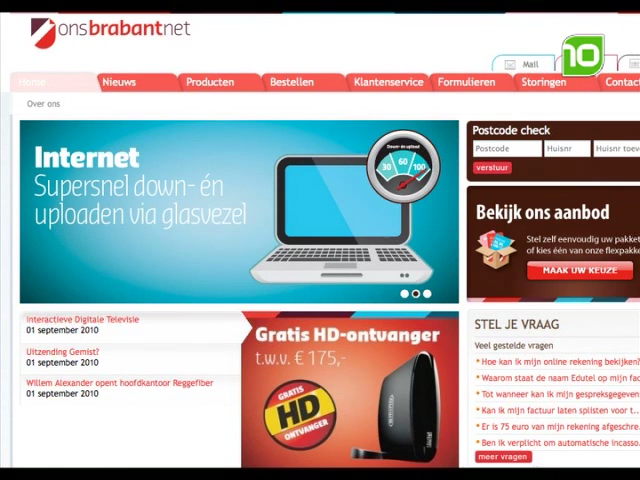 onsbrabantnet
10
Mail
Home
Nieuws
Producten
Bestellen
Klantenservice
Formulieren
Storingen
Contact
Over ons
Internet
Supersnel down- én
uploaden via glasvezel
Down- én upload
30 60 100
Postcode check
Postcode
Huisnr
Huisnr toev
verstuur
Bekijk ons aanbod
Stel zelf eenvoudig uw pakket
of kies één van onze flexpakke
MAAK UW KEUZE
Interactieve Digitale Televisie
01 september 2010
Uitzending Gemist?
01 september 2010
Willem Alexander opent hoofdkantoor Reggefiber
01 september 2010
Gratis HD-ontvanger
t.w.v. € 175,-
GRATIS
HD
ONTVANGER
STEL JE VRAAG
Veel gestelde vragen
Hoe kan ik mijn online rekening bekijken?
Waarom staat de naam Edutel op mijn fac
Tot wanneer kan ik mijn gespreksgegeven
Kan ik mijn factuur laten splisten voor t..
Er is 75 euro van mijn rekening afgeschre.
Ben ik verplicht om automatische incasso.
meer vragen